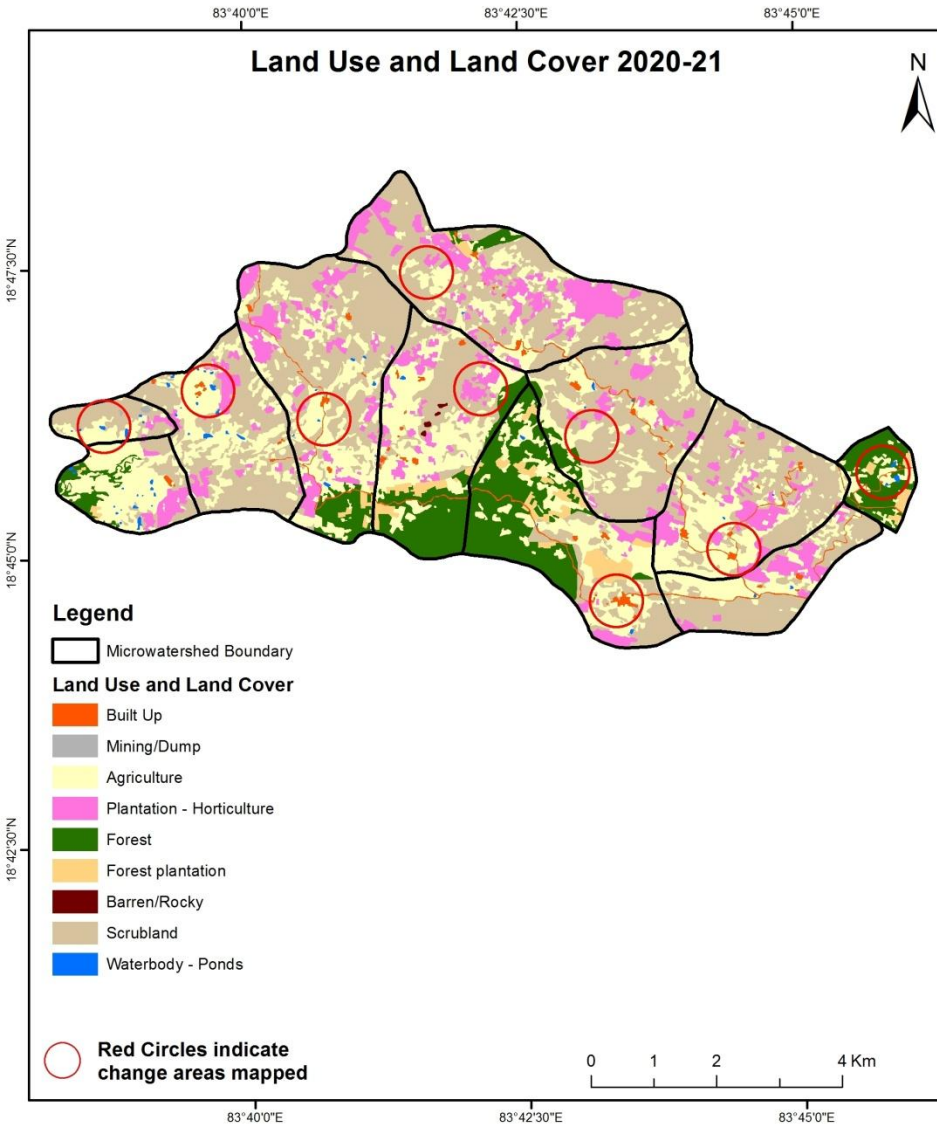 83°40'0"E 83°42'30"E 83°45'0"E
Land Use and Land Cover 2020-21
N
18°47'30"N
18°45'0"N
18°42'30"N
Legend
Microwatershed Boundary
Land Use and Land Cover
Built Up
Mining/Dump
Agriculture
Plantation - Horticulture
Forest
Forest plantation
Barren/Rocky
Scrubland
Waterbody - Ponds
Red Circles indicate
change areas mapped
0 1 2 4 Km
83°40'0"E 83°42'30"E 83°45'0"E